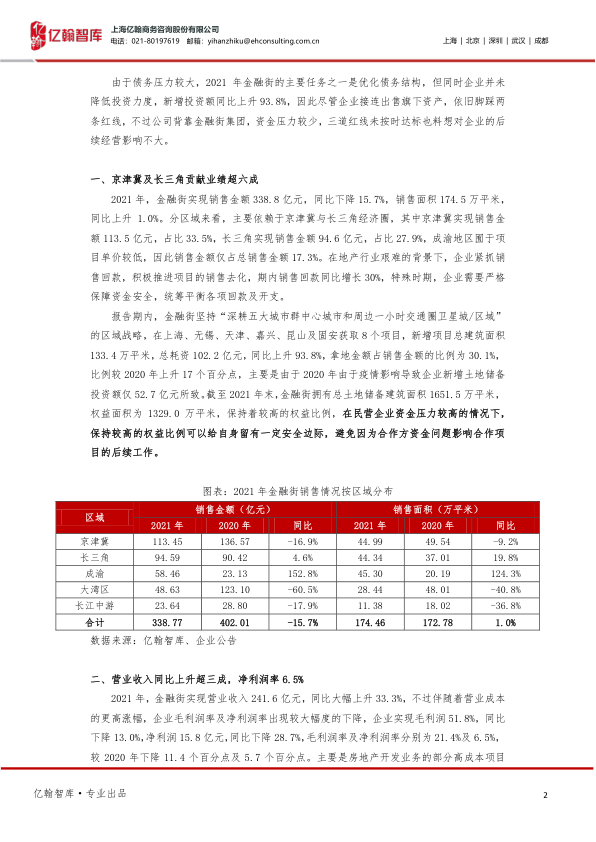 亿翰智库
上海亿翰商务咨询股份有限公司
电话：021-80197619 邮箱：yihanzhiku@ehconsulting.com.cn
上海 | 北京 | 深圳 | 武汉 | 成都
由于债务压力较大，2021 年金融街的主要任务之一是优化债务结构，但同时企业并未
降低投资力度，新增投资额同比上升 93.8%，因此尽管企业接连出售旗下资产，依旧脚踩两
条红线，不过公司背靠金融街集团，资金压力较少，三道红线未按时达标也料想对企业的后
续经营影响不大。
一、京津冀及长三角贡献业绩超六成
2021 年，金融街实现销售金额 338.8 亿元，同比下降 15.7%，销售面积 174.5 万平米，
同比上升 1.0%。分区域来看，主要依赖于京津冀与长三角经济圈，其中京津冀实现销售金
额 113.5 亿元，占比 33.5%，长三角实现销售金额 94.6 亿元，占比 27.9%，成渝地区囿于项
目单价较低，因此销售金额仅占总销售金额 17.3%。在地产行业艰难的背景下，企业紧抓销
售回款，积极推进项目的销售去化，期内销售回款同比增长 30%，特殊时期，企业需要严格
保障资金安全，统筹平衡各项回款及开支。
报告期内，金融街坚持“深耕五大城市群中心城市和周边一小时交通圈卫星城/区域”
的区域战略，在上海、无锡、天津、嘉兴、昆山及固安获取 8 个项目，新增项目总建筑面积
133.4 万平米，总耗资 102.2 亿元，同比上升 93.8%，拿地金额占销售金额的比例为 30.1%，
比例较 2020 年上升 17 个百分点，主要是由于 2020 年由于疫情影响导致企业新增土地储备
投资额仅 52.7 亿元所致。截至 2021 年末，金融街拥有总土地储备建筑面积 1651.5 万平米，
权益面积为 1329.0 万平米，保持着较高的权益比例，在民营企业资金压力较高的情况下，
保持较高的权益比例可以给自身留有一定安全边际，避免因为合作方资金问题影响合作项
目的后续工作。
图表：2021 年金融街销售情况按区域分布
区域 销售金额（亿元） 销售面积（万平米）
2021 年 2020 年 同比 2021 年 2020 年 同比
京津冀 113.45 136.57 -16.9% 44.99 49.54 -9.2%
长三角 94.59 90.42 4.6% 44.34 37.01 19.8%
成渝 58.46 23.13 152.8% 45.30 20.19 124.3%
大湾区 48.63 123.10 -60.5% 28.44 48.01 -40.8%
长江中游 23.64 28.80 -17.9% 11.38 18.02 -36.8%
合计 338.77 402.01 -15.7% 174.46 172.78 1.0%
数据来源：亿翰智库、企业公告
二、营业收入同比上升超三成，净利润率 6.5%
2021 年，金融街实现营业收入 241.6 亿元，同比大幅上升 33.3%，不过伴随着营业成本
的更高涨幅，企业毛利润率及净利润率出现较大幅度的下降，企业实现毛利润 51.8%，同比
下降 13.0%,净利润 15.8 亿元,同比下降 28.7%,毛利润率及净利润率分别为 21.4%及 6.5%，
较 2020 年下降 11.4 个百分点及 5.7 个百分点。主要是房地产开发业务的部分高成本项目
亿翰智库•专业出品
2